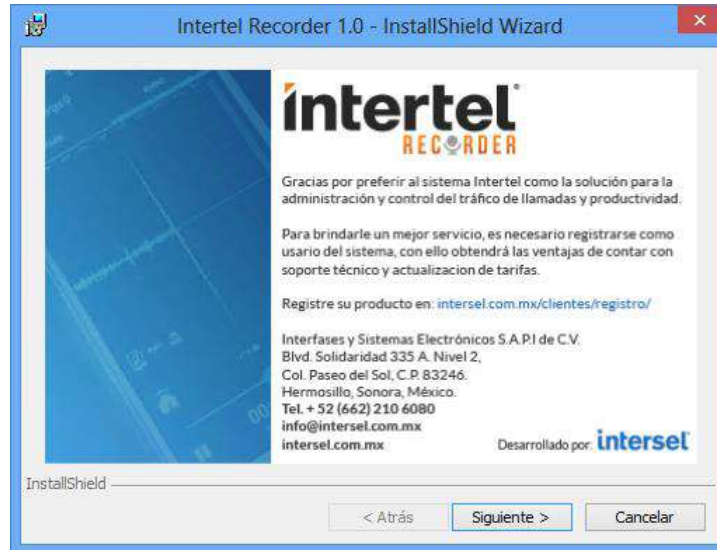 Intertel Recorder 1.0 - InstallShield Wizard
íntertel
RECORDER
Gracias por preferir al sistema Intertel como la solución para la
administración y control del tráfico de llamadas y productividad.
Para brindarle un mejor servicio, es necesario registrarse como
usario del sistema, con ello obtendrá las ventajas de contar con
soporte técnico y actualizacion de tarifas.
Registre su producto en: intersel.com.mx/clientes/registro/
Interfases y Sistemas Electrónicos S.A.P.I de C.V.
Blvd. Solidaridad 335 A. Nivel 2,
Col. Paseo del Sol, C.P. 83246.
Hermosillo, Sonora, México.
Tel. + 52 (662) 210 6080
info@intersel.com.mx
intersel.com.mx
Desarrollado por: intersel
InstallShield
< Atrás
Siguiente >
Cancelar